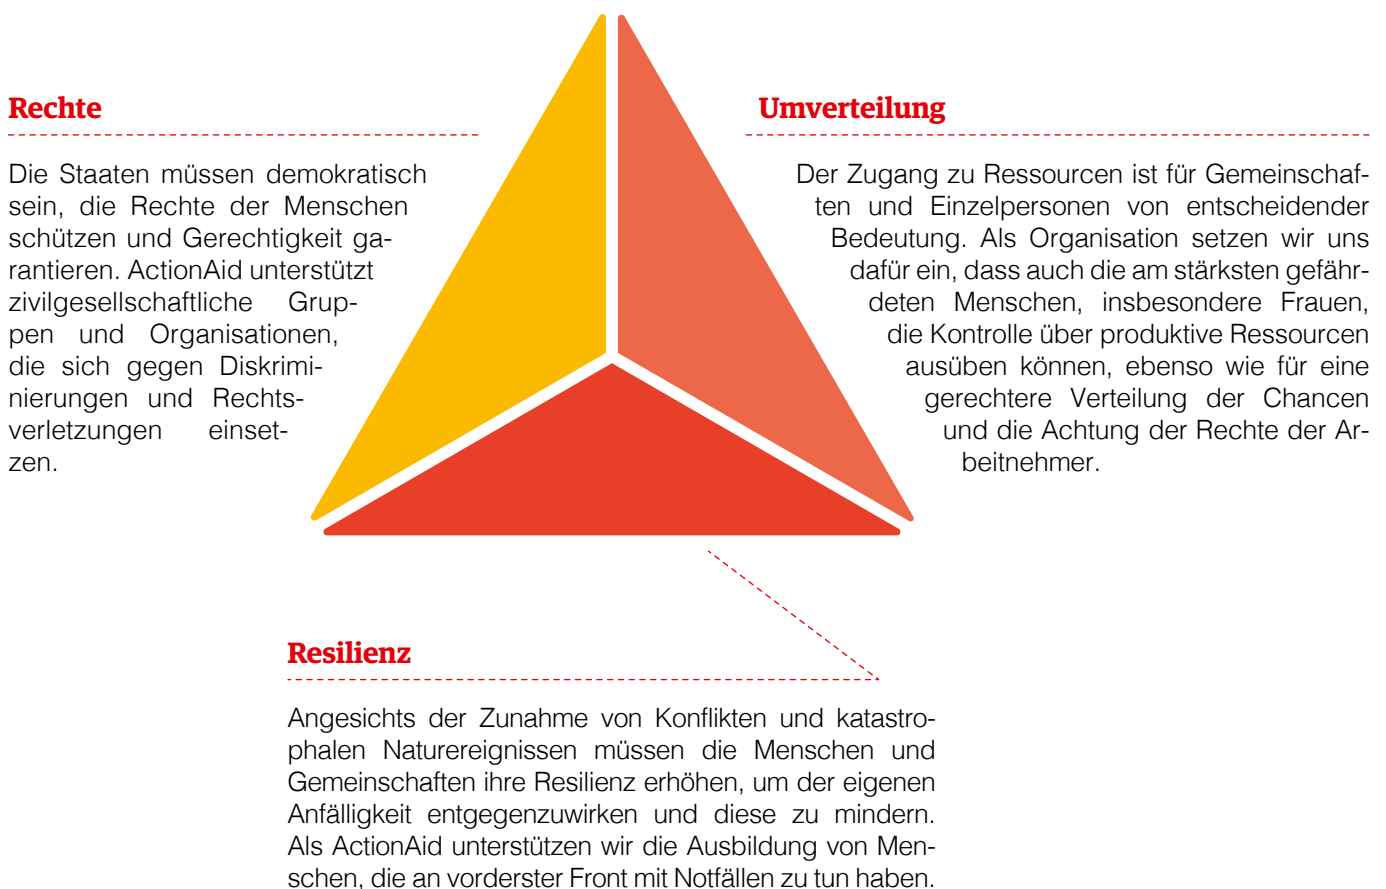 Rechte
Die Staaten müssen demokratisch
sein, die Rechte der Menschen
schützen und Gerechtigkeit ga-
rantieren. ActionAid unterstützt
zivilgesellschaftliche Grup-
pen und Organisationen,
die sich gegen Diskrimi-
nierungen und Rechts-
verletzungen einset-
zen.
Umverteilung
Der Zugang zu Ressourcen ist für Gemeinschaf-
ten und Einzelpersonen von entscheidender
Bedeutung. Als Organisation setzen wir uns
dafür ein, dass auch die am stärksten gefähr-
deten Menschen, insbesondere Frauen,
die Kontrolle über produktive Ressourcen
ausüben können, ebenso wie für eine
gerechtere Verteilung der Chancen
und die Achtung der Rechte der Ar-
beitnehmer.
Resilienz
Angesichts der Zunahme von Konflikten und katastro-
phalen Naturereignissen müssen die Menschen und
Gemeinschaften ihre Resilienz erhöhen, um der eigenen
Anfälligkeit entgegenzuwirken und diese zu mindern.
Als ActionAid unterstützen wir die Ausbildung von Men-
schen, die an vorderster Front mit Notfällen zu tun haben.